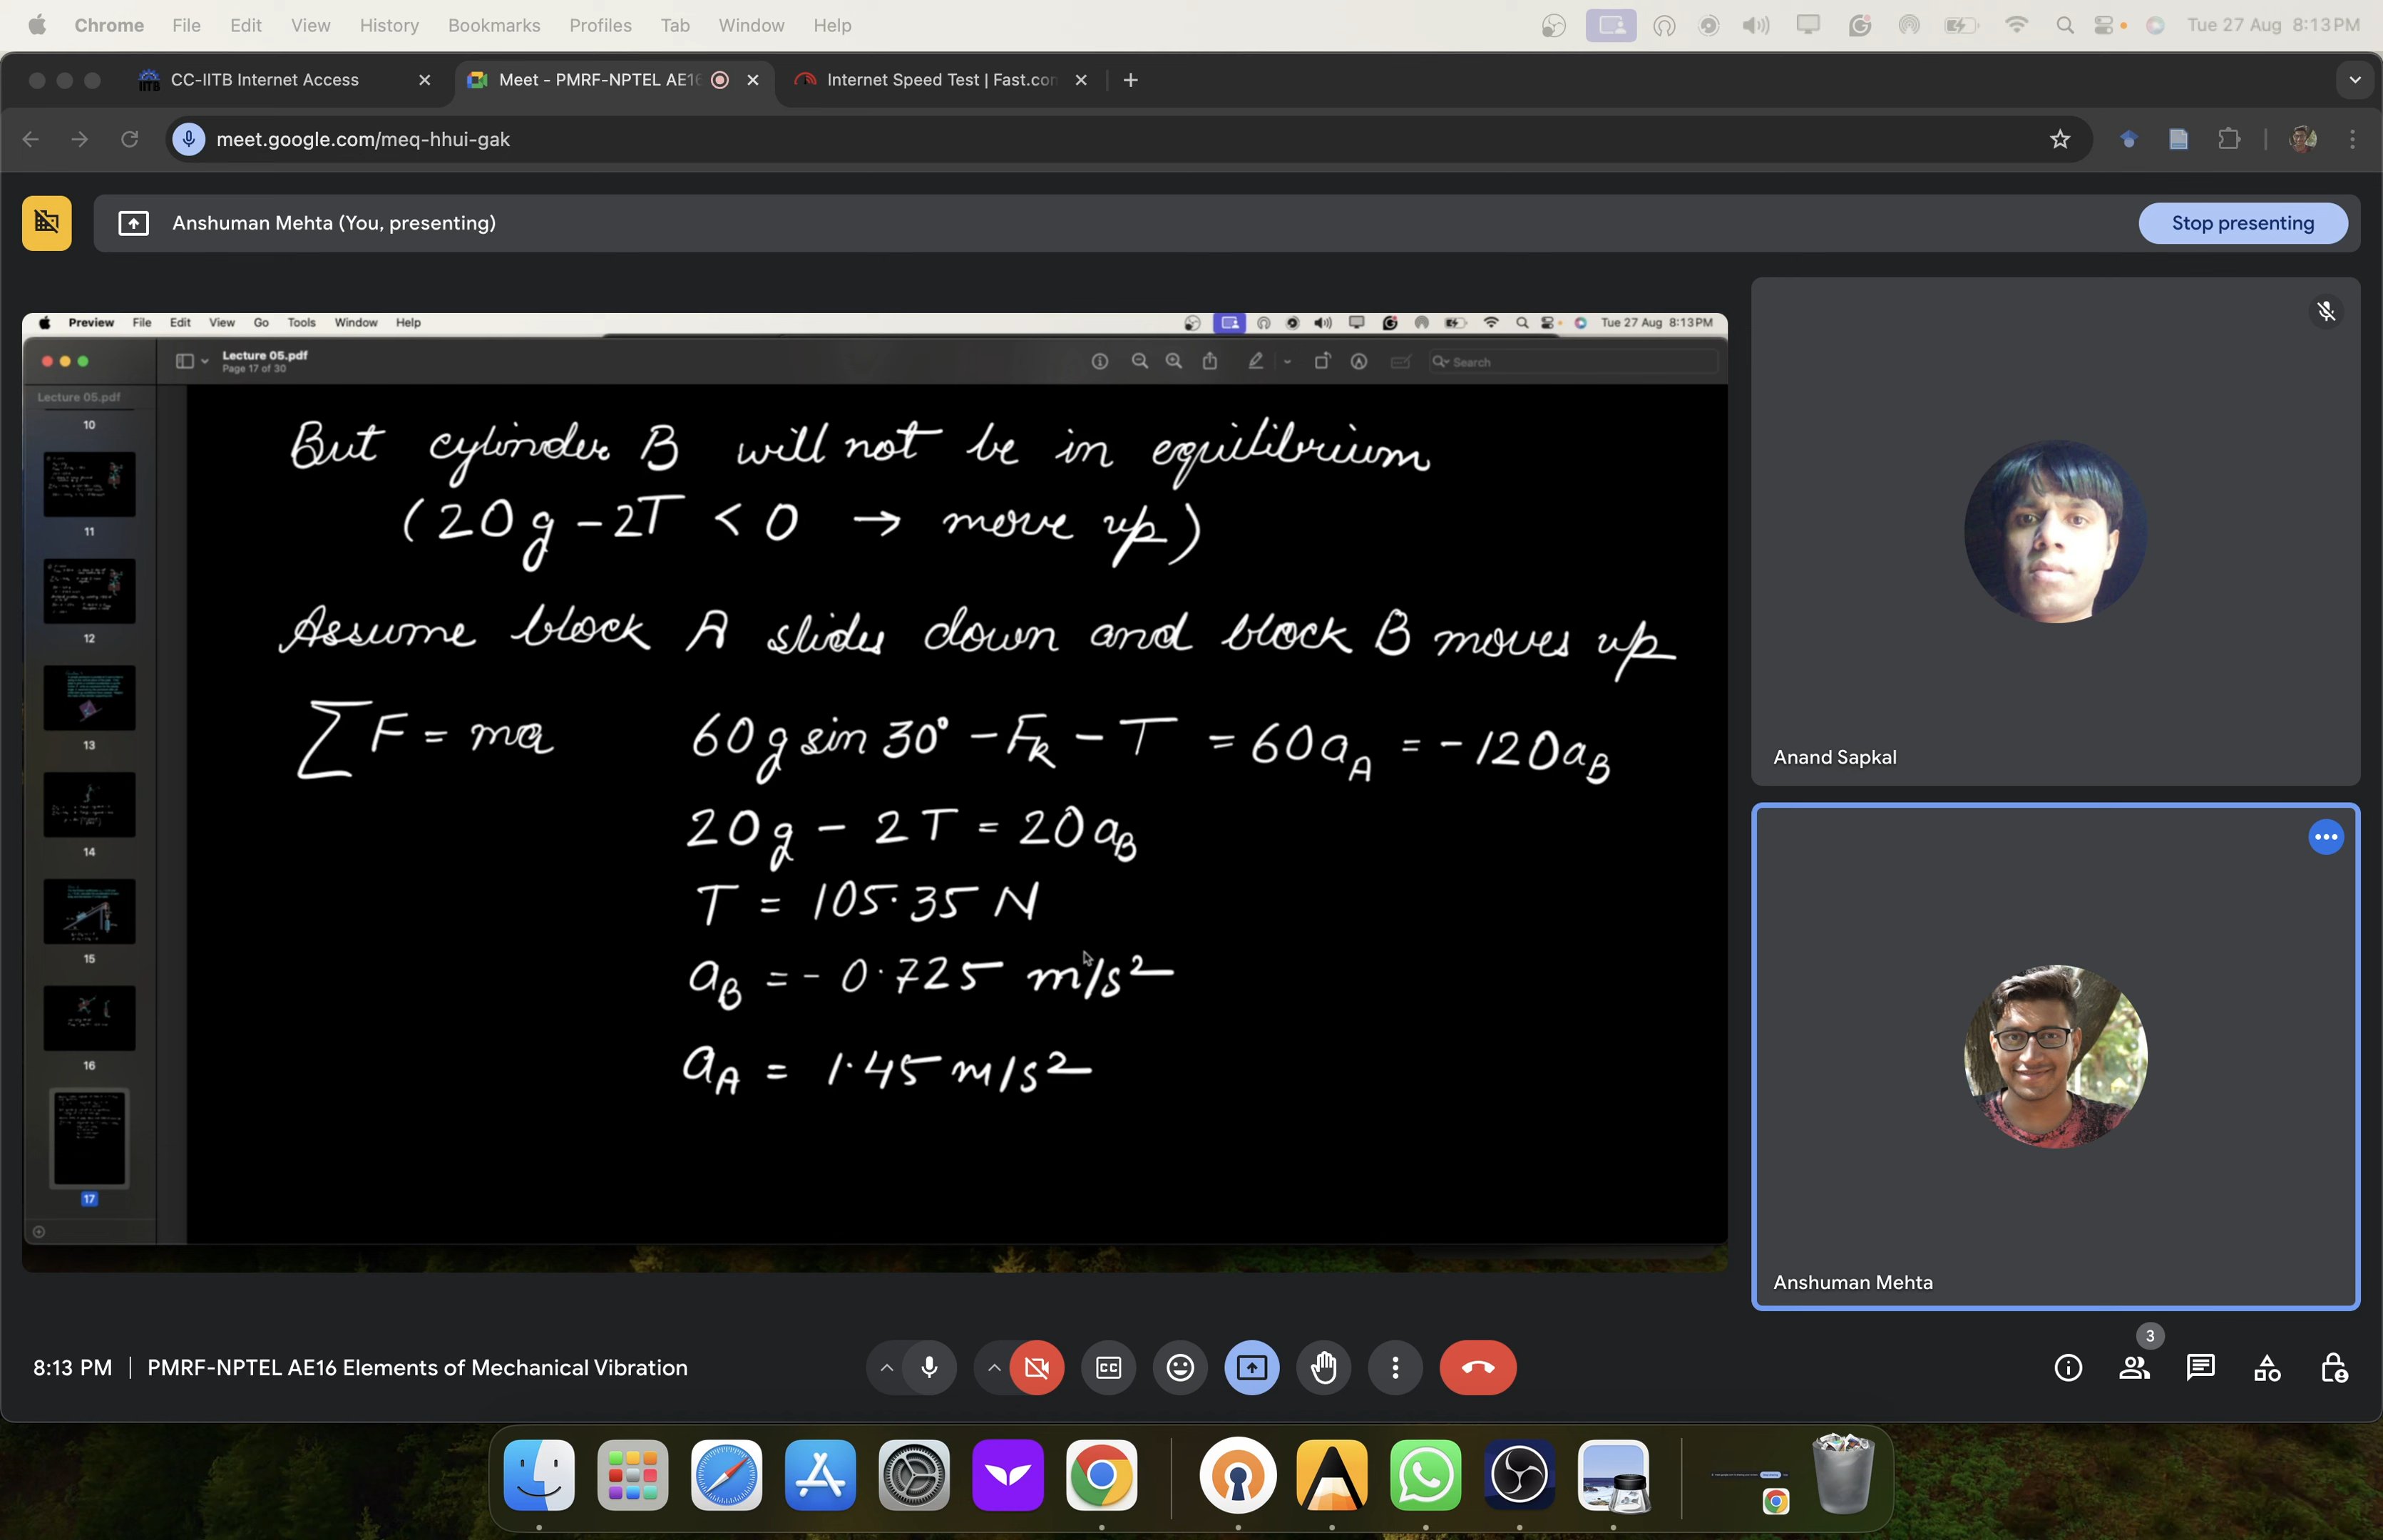 Chrome File Edit View History Bookmarks Profiles Tab Window Help Tue 27 Aug 8:13 PM
CC-IITB Internet Access Meet - PMRF-NPTEL AE16 Internet Speed Test | Fast.com
meet.google.com/meq-hhui-gak
Anshuman Mehta (You, presenting) Stop presenting
Preview File Edit View Go Tools Window Help Tue 27 Aug 8:13 PM
Lecture 05.pdf
Page 17 of 30
Search
Lecture 05.pdf
10
11
12
13
14
15
16
17
But cylinder B will not be in equilibrium
(20g - 2T < 0 → move up)
Assume block A slides down and block B moves up
∑F = ma 60g sin 30° - Fk - T = 60aA = -120aB
20g - 2T = 20aB
T = 105.35 N
aB = - 0.725 m/s²
aA = 1.45 m/s²
Anand Sapkal
Anshuman Mehta
8:13 PM | PMRF-NPTEL AE16 Elements of Mechanical Vibration
CC
3